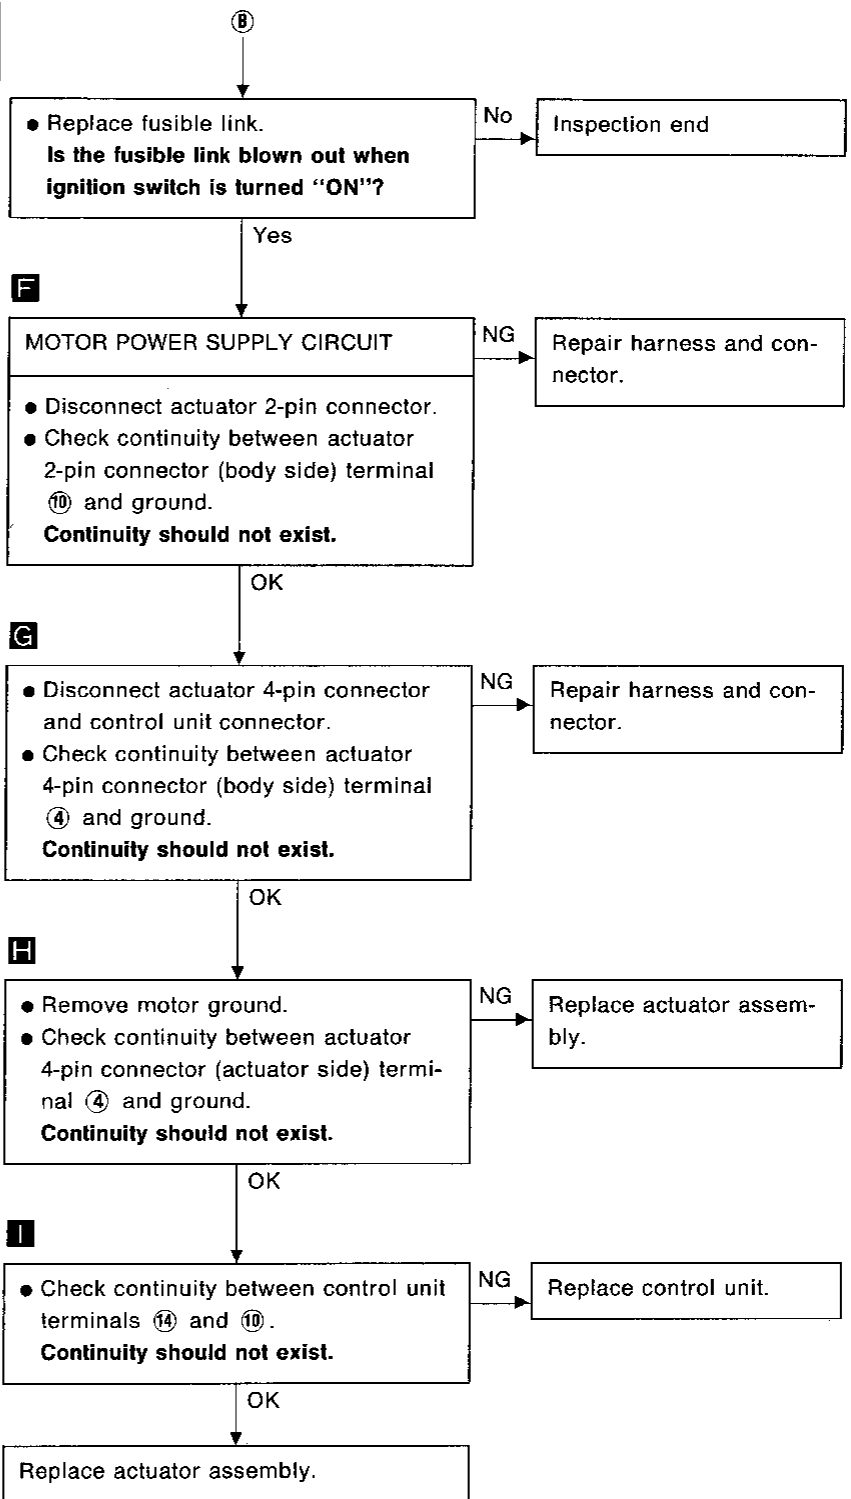 Ⓑ
● Replace fusible link.
Is the fusible link blown out when
ignition switch is turned “ON”?
No
Inspection end
Yes
F
MOTOR POWER SUPPLY CIRCUIT
● Disconnect actuator 2-pin connector.
● Check continuity between actuator
2-pin connector (body side) terminal
⑩ and ground.
Continuity should not exist.
NG
Repair harness and con-
nector.
OK
G
● Disconnect actuator 4-pin connector
and control unit connector.
● Check continuity between actuator
4-pin connector (body side) terminal
④ and ground.
Continuity should not exist.
NG
Repair harness and con-
nector.
OK
H
● Remove motor ground.
● Check continuity between actuator
4-pin connector (actuator side) termi-
nal ④ and ground.
Continuity should not exist.
NG
Replace actuator assem-
bly.
OK
I
● Check continuity between control unit
terminals ⑭ and ⑩.
Continuity should not exist.
NG
Replace control unit.
OK
Replace actuator assembly.